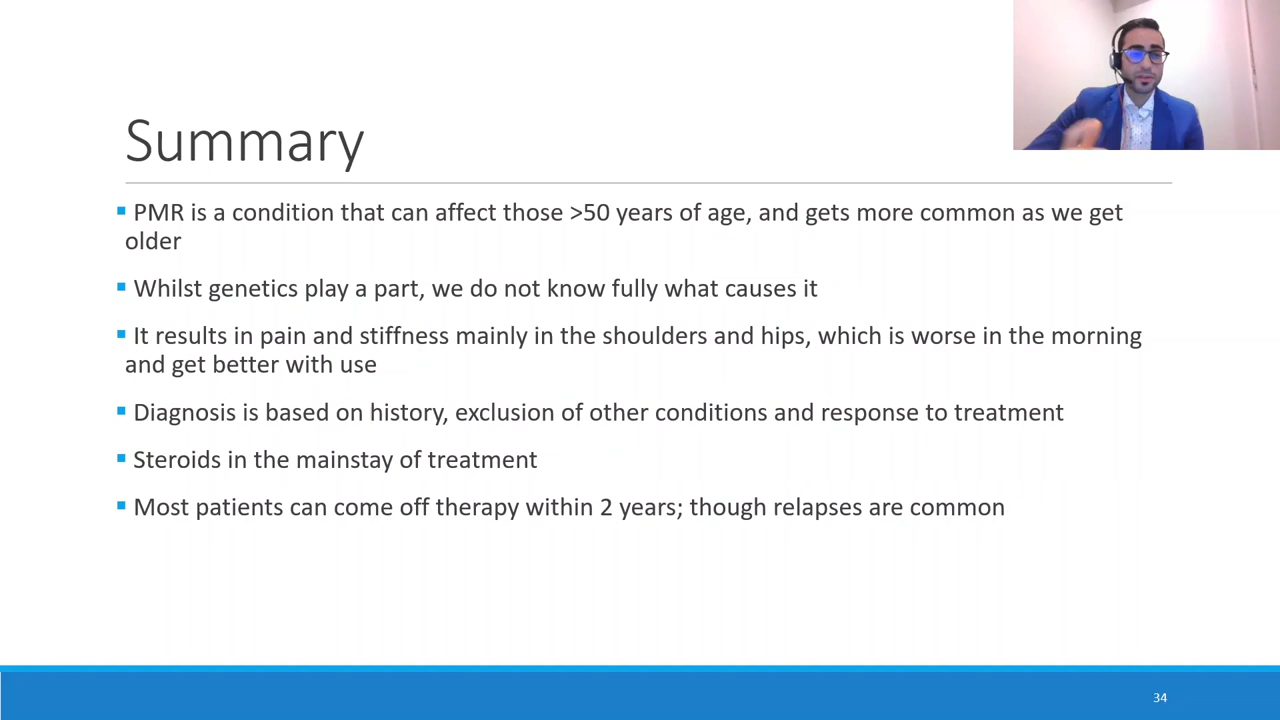 Summary
PMR is a condition that can affect those >50 years of age, and gets more common as we get
older
Whilst genetics play a part, we do not know fully what causes it
It results in pain and stiffness mainly in the shoulders and hips, which is worse in the morning
and get better with use
Diagnosis is based on history, exclusion of other conditions and response to treatment
Steroids in the mainstay of treatment
Most patients can come off therapy within 2 years; though relapses are common
34